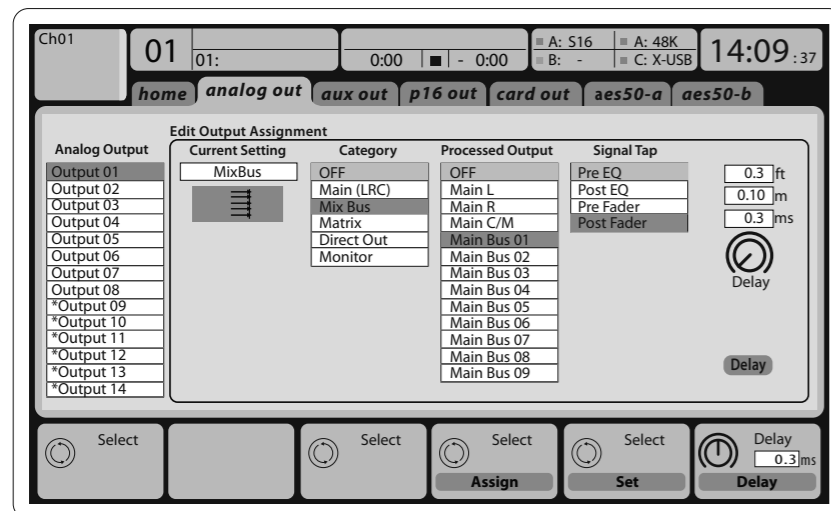 Ch01
01
01:
0:00
- 0:00
A: S16
B: -
A: 48K
C: X-USB
14:09 :37
home
analog out
aux out
p16 out
card out
aes50-a
aes50-b
Edit Output Assignment
Analog Output
Output 01
Output 02
Output 03
Output 04
Output 05
Output 06
Output 07
Output 08
*Output 09
*Output 10
*Output 11
*Output 12
*Output 13
*Output 14
Current Setting
MixBus
Category
OFF
Main (LRC)
Mix Bus
Matrix
Direct Out
Monitor
Processed Output
OFF
Main L
Main R
Main C/M
Main Bus 01
Main Bus 02
Main Bus 03
Main Bus 04
Main Bus 05
Main Bus 06
Main Bus 07
Main Bus 08
Main Bus 09
Signal Tap
Pre EQ
Post EQ
Pre Fader
Post Fader
0.3 ft
0.10 m
0.3 ms
Delay
Delay
Select
Select
Select
Assign
Select
Set
Delay
0.3 ms
Delay